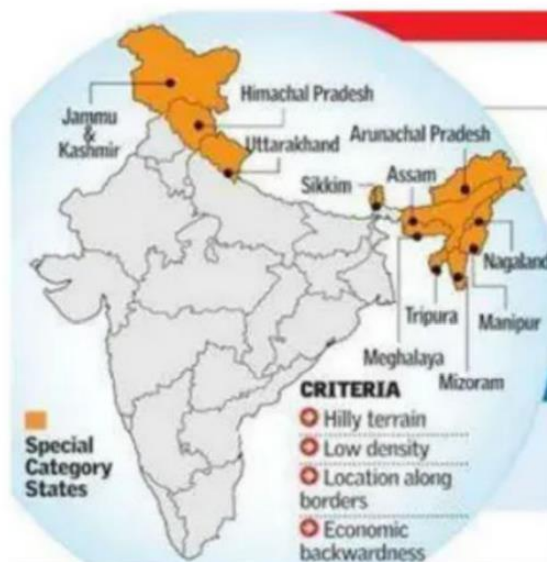 Jammu
&
Kashmir
Himachal Pradesh
Uttarakhand
Arunachal Pradesh
Sikkim
Assam
Nagaland
Tripura
Manipur
Meghalaya
Mizoram
Special
Category
States
CRITERIA
Hilly terrain
Low density
Location along
borders
Economic
backwardness